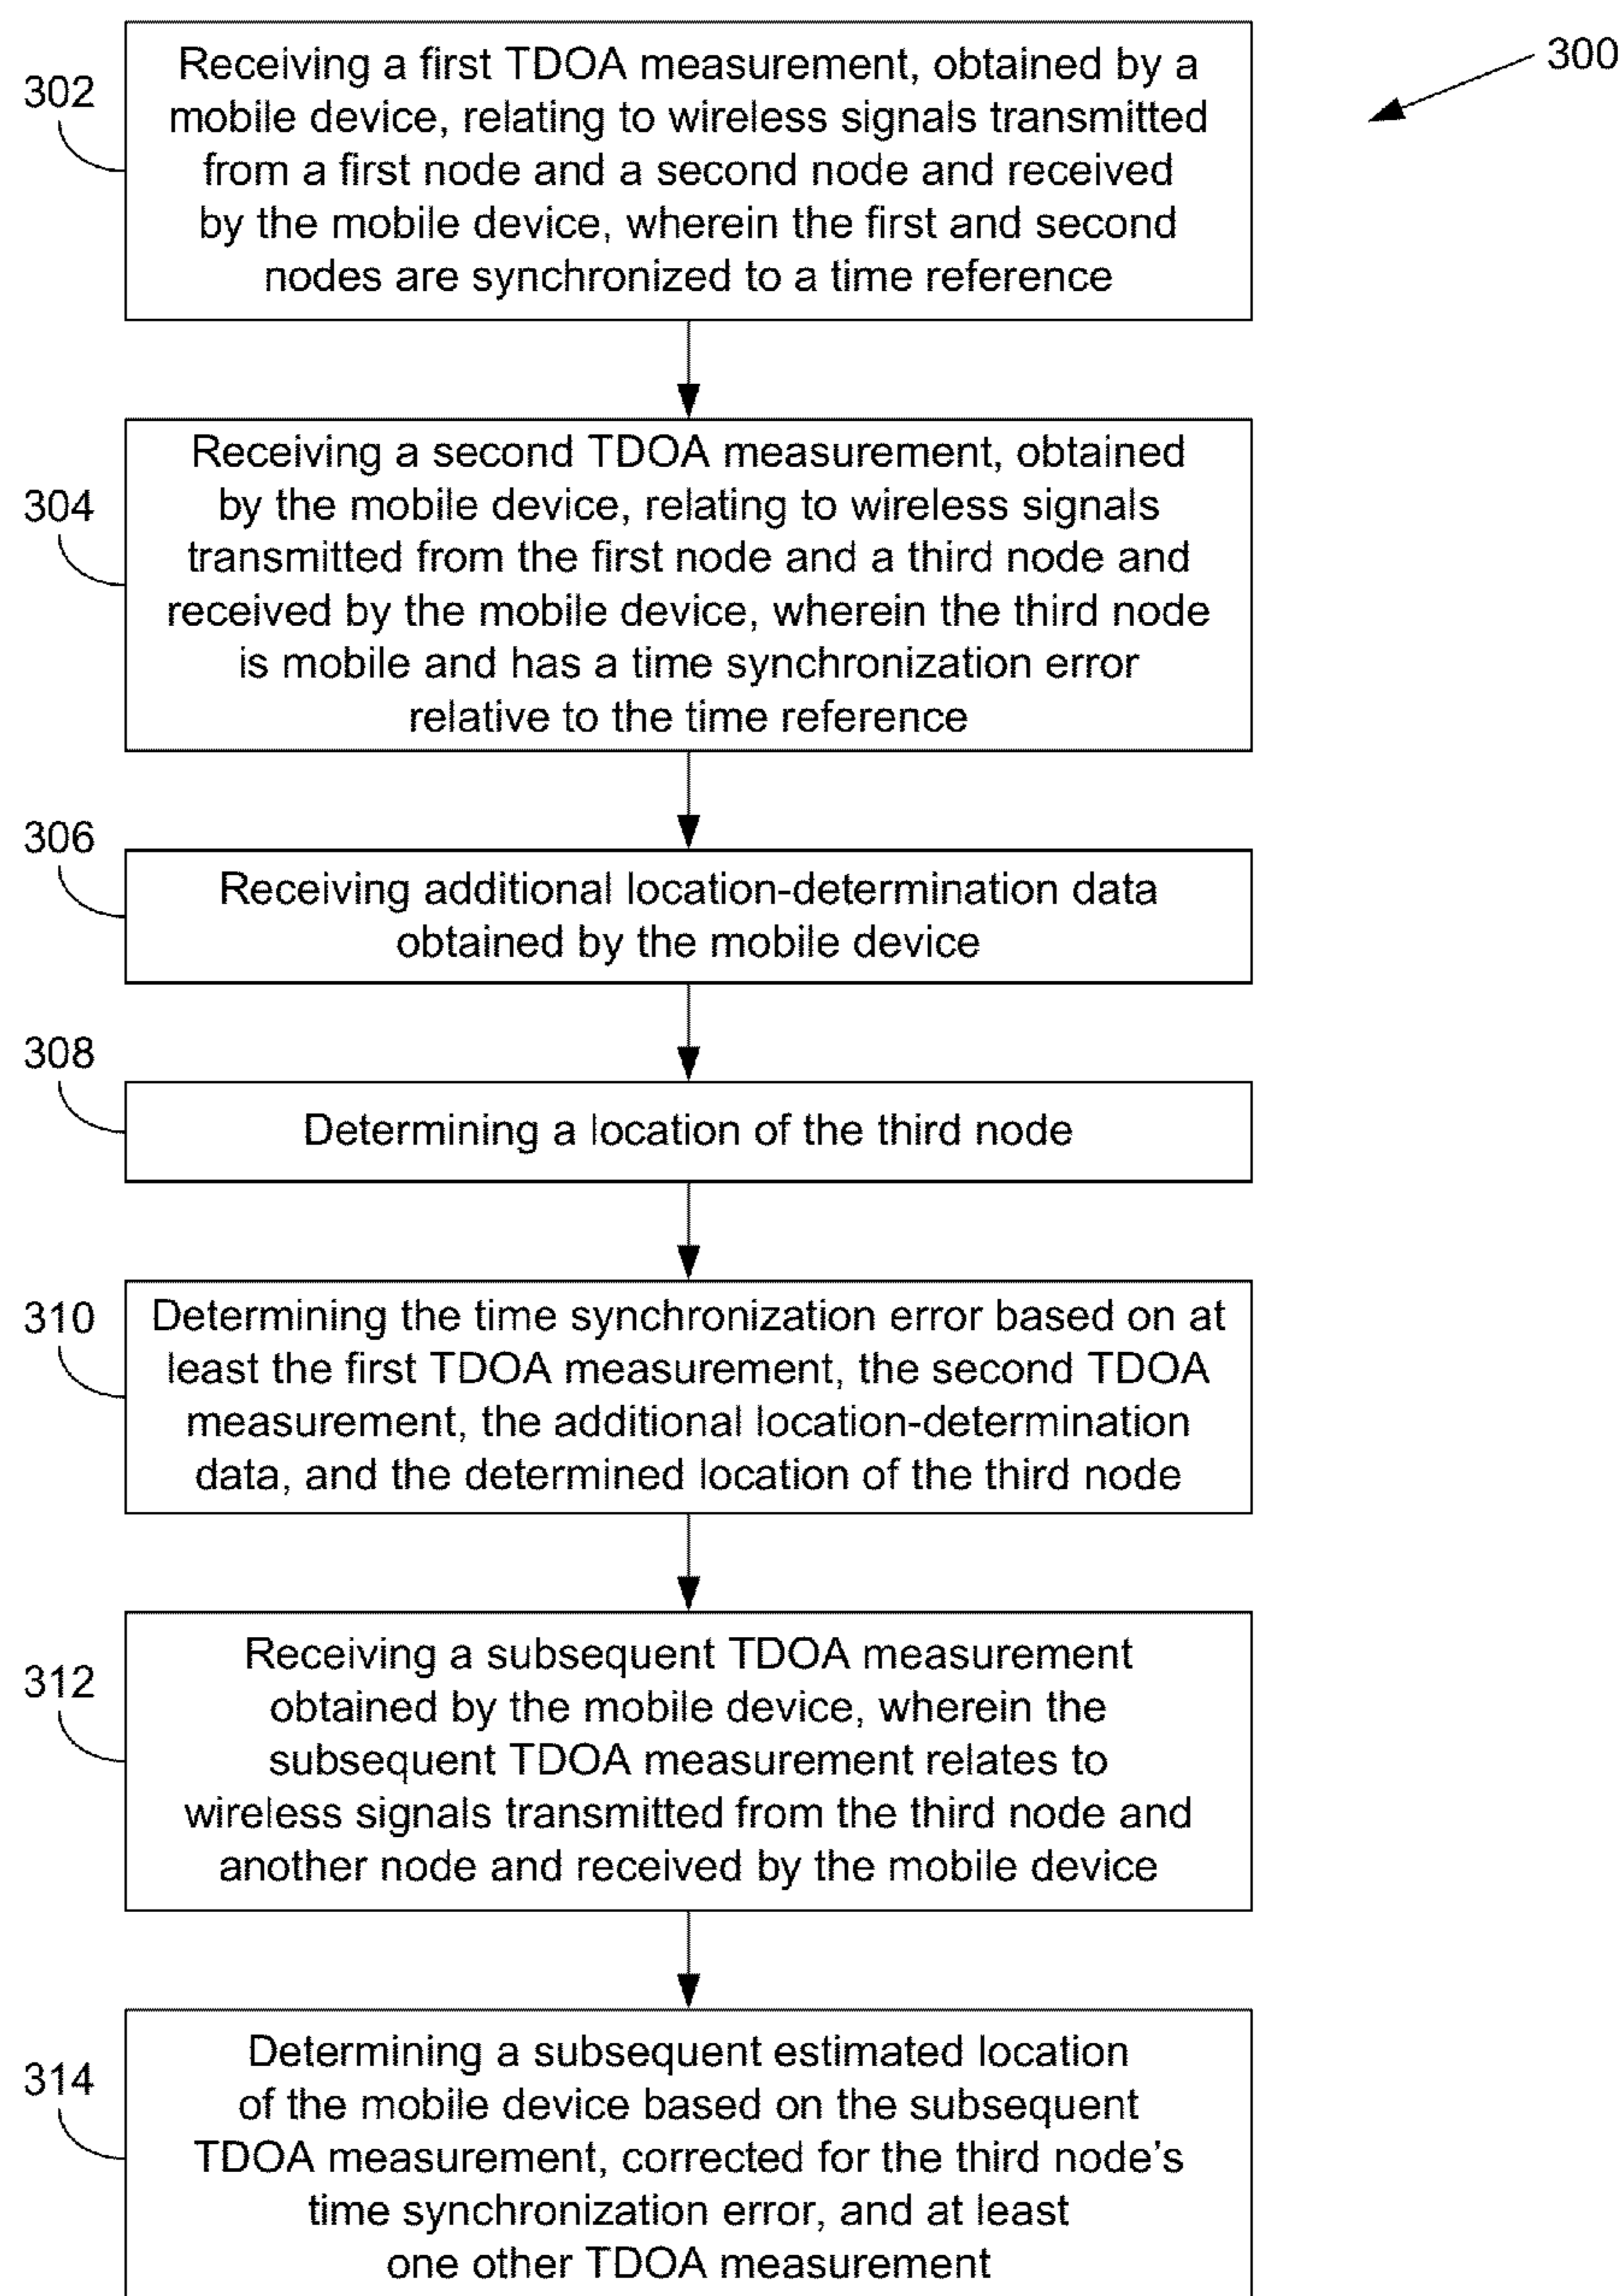 300
302
Receiving a first TDOA measurement, obtained by a
mobile device, relating to wireless signals transmitted
from a first node and a second node and received
by the mobile device, wherein the first and second
nodes are synchronized to a time reference
304
Receiving a second TDOA measurement, obtained
by the mobile device, relating to wireless signals
transmitted from the first node and a third node and
received by the mobile device, wherein the third node
is mobile and has a time synchronization error
relative to the time reference
306
Receiving additional location-determination data
obtained by the mobile device
308
Determining a location of the third node
310
Determining the time synchronization error based on at
least the first TDOA measurement, the second TDOA
measurement, the additional location-determination
data, and the determined location of the third node
312
Receiving a subsequent TDOA measurement
obtained by the mobile device, wherein the
subsequent TDOA measurement relates to
wireless signals transmitted from the third node and
another node and received by the mobile device
314
Determining a subsequent estimated location
of the mobile device based on the subsequent
TDOA measurement, corrected for the third node's
time synchronization error, and at least
one other TDOA measurement